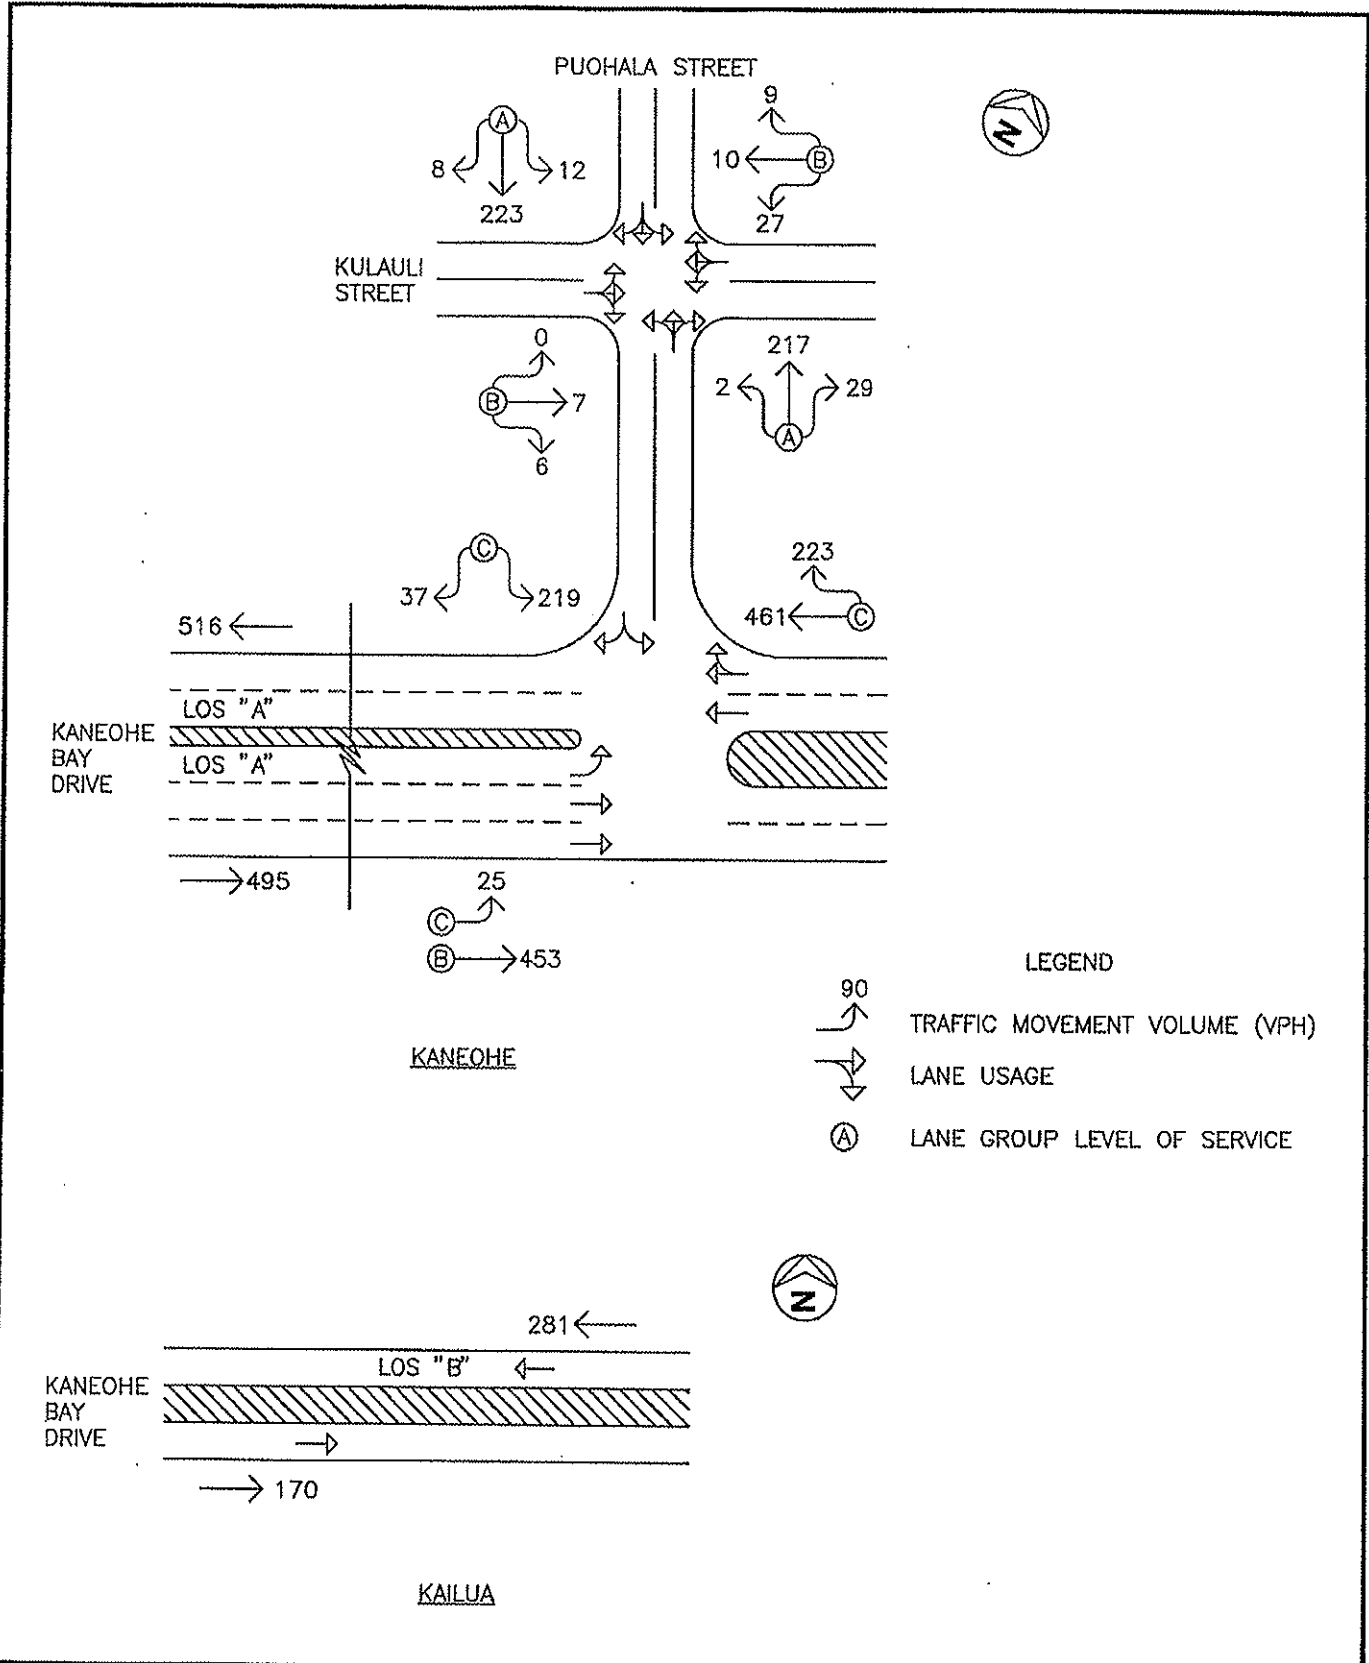 PUOHALA STREET
A
8
12
223
9
10
B
27
N
KULAULI
STREET
0
B
7
6
217
2
29
A
C
37
219
223
461
C
516
LOS "A"
KANEOHE
BAY
DRIVE
LOS "A"
495
25
C
B
453
KANEOHE
LEGEND
90
TRAFFIC MOVEMENT VOLUME (VPH)
LANE USAGE
A
LANE GROUP LEVEL OF SERVICE
N
281
LOS "B"
KANEOHE
BAY
DRIVE
170
KAILUA